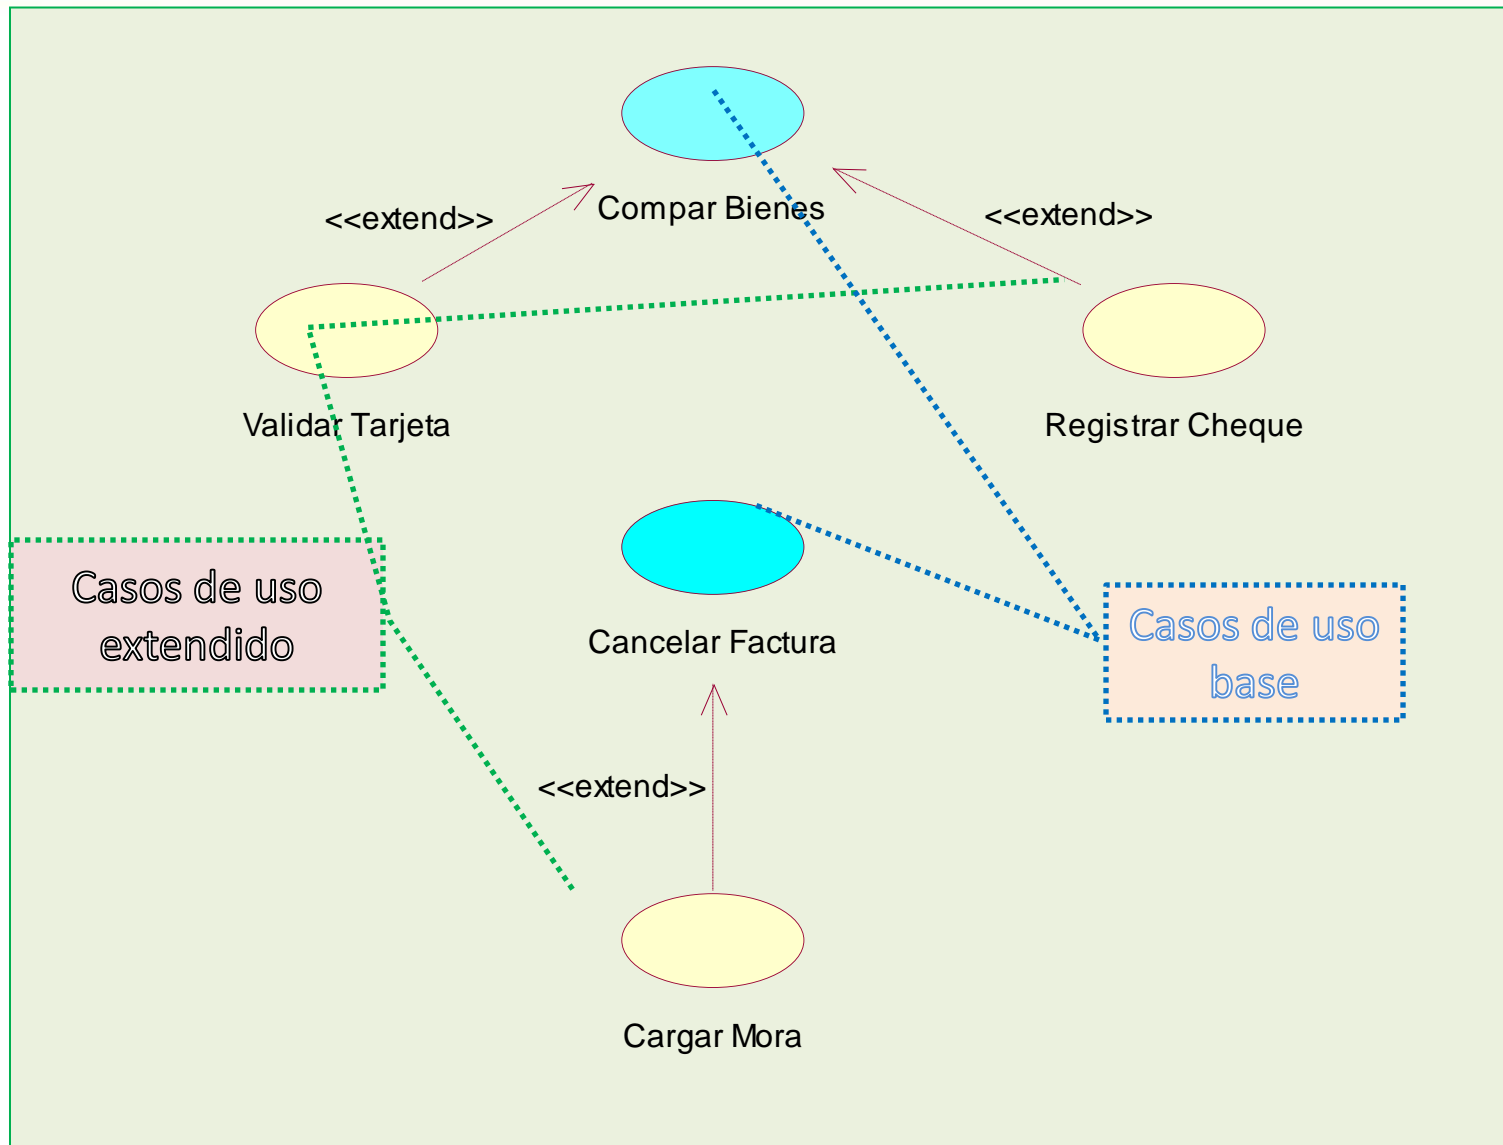 Compar Bienes
<<extend>>
<<extend>>
Validar Tarjeta
Registrar Cheque
Casos de uso
extendido
Cancelar Factura
Casos de uso
base
<<extend>>
Cargar Mora